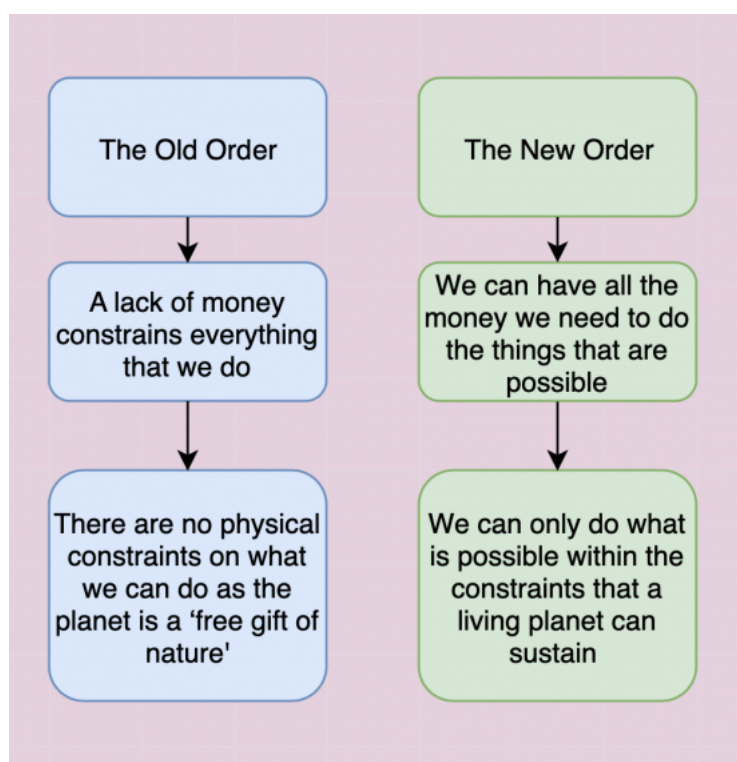 The Old Order
A lack of money
constrains everything
that we do
There are no physical
constraints on what
we can do as the
planet is a ‘free gift of
nature'
The New Order
We can have all the
money we need to do
the things that are
possible
We can only do what
is possible within the
constraints that a
living planet can
sustain